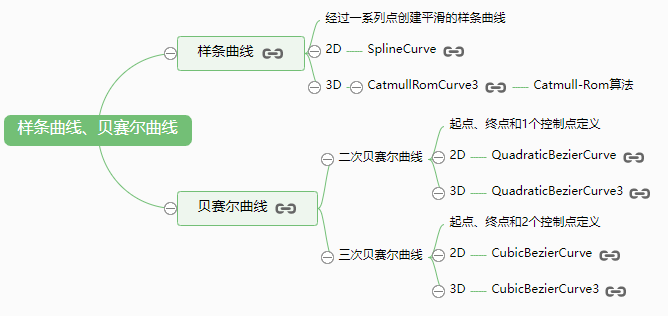 样条曲线、贝塞尔曲线
样条曲线
经过一系列点创建平滑的样条曲线
2D
SplineCurve
3D
CatmullRomCurve3
Catmull-Rom算法
贝塞尔曲线
二次贝塞尔曲线
起点、终点和1个控制点定义
2D
QuadraticBezierCurve
3D
QuadraticBezierCurve3
三次贝塞尔曲线
起点、终点和2个控制点定义
2D
CubicBezierCurve
3D
CubicBezierCurve3